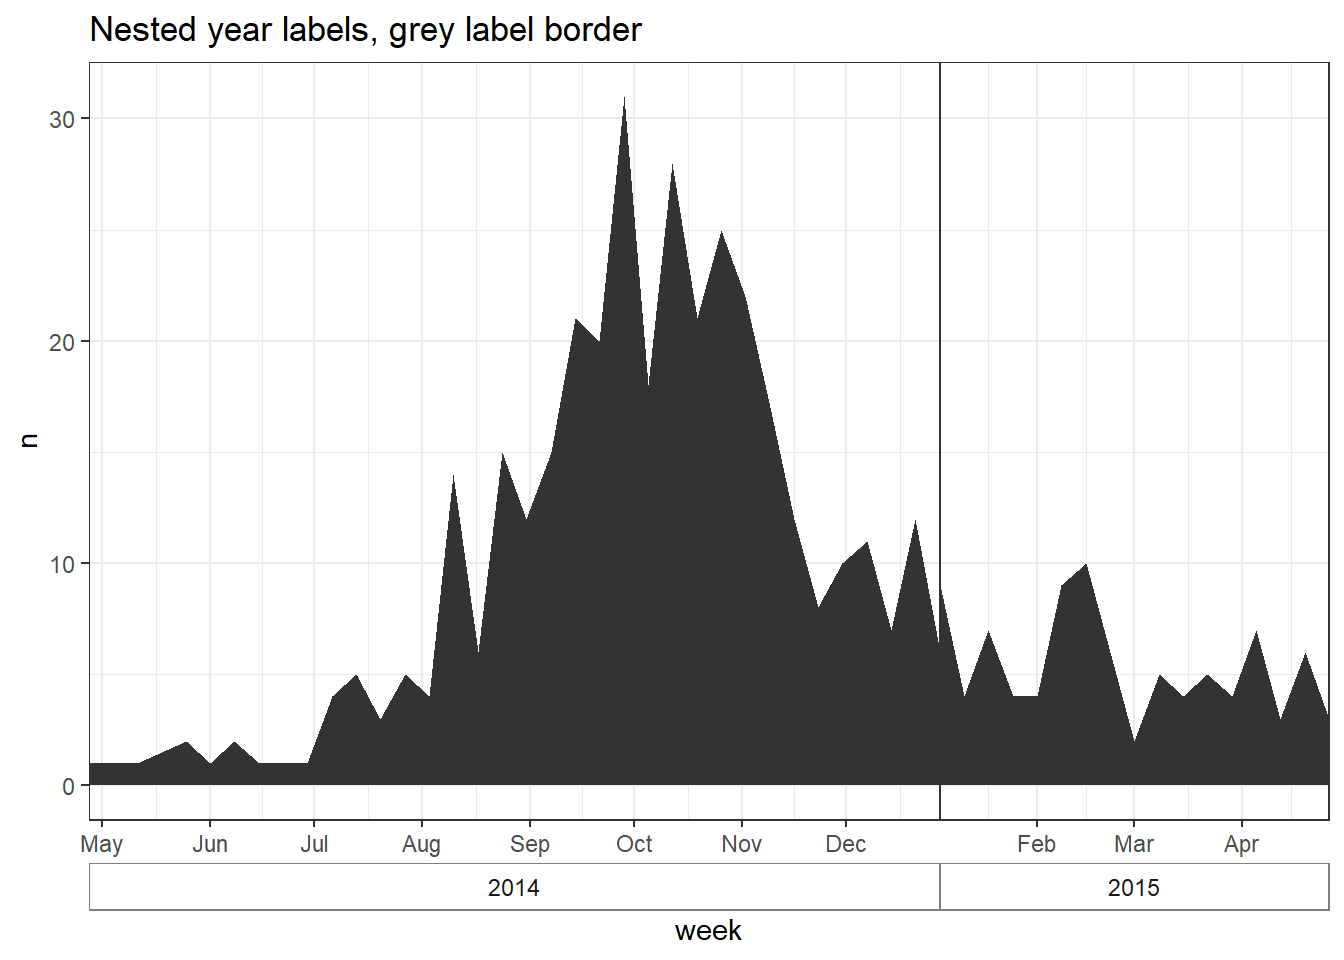 Nested year labels, grey label border
30
20
10
0
n
May Jun Jul Aug Sep Oct Nov Dec Feb Mar Apr
2014 2015
week